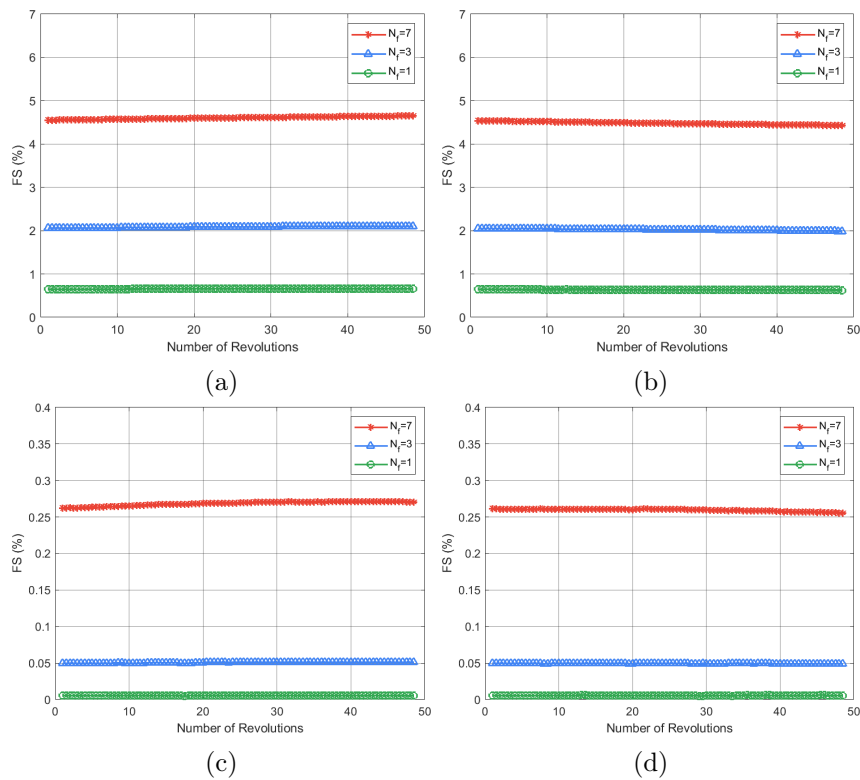 7
6
5
4
3
2
1
0
FS (%)
0 10 20 30 40 50
Number of Revolutions
N_f=7
N_f=3
N_f=1
(a)
7
6
5
4
3
2
1
0
FS (%)
0 10 20 30 40 50
Number of Revolutions
N_f=7
N_f=3
N_f=1
(b)
0.4
0.35
0.3
0.25
0.2
0.15
0.1
0.05
0
FS (%)
0 10 20 30 40 50
Number of Revolutions
N_f=7
N_f=3
N_f=1
(c)
0.4
0.35
0.3
0.25
0.2
0.15
0.1
0.05
0
FS (%)
0 10 20 30 40 50
Number of Revolutions
N_f=7
N_f=3
N_f=1
(d)